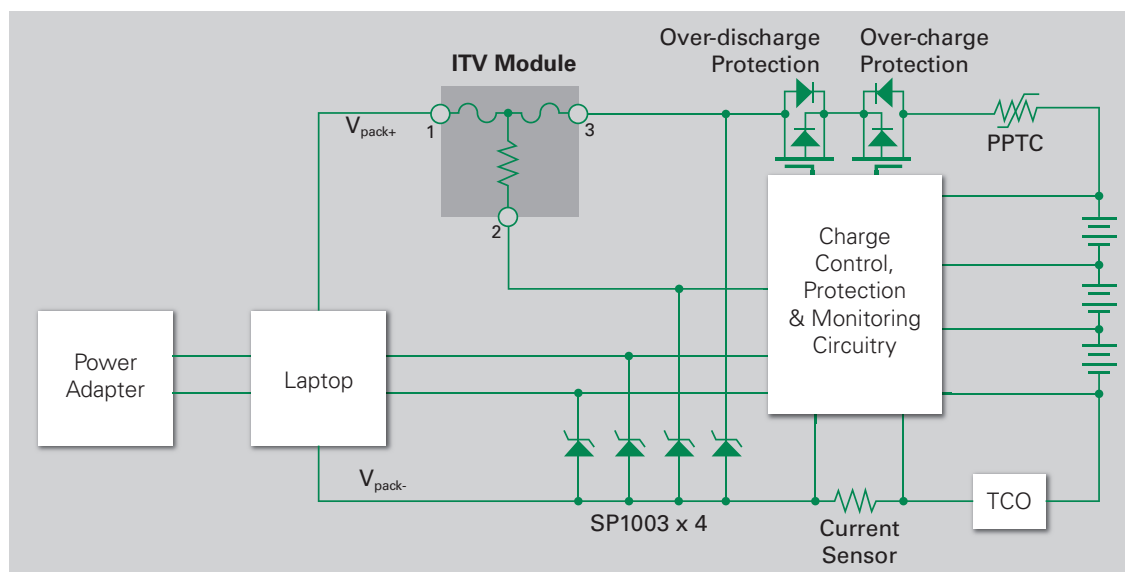 Over-discharge
Protection
Over-charge
Protection
ITV Module
1
3
2
Vpack+
PPTC
Charge
Control,
Protection
& Monitoring
Circuitry
Power
Adapter
Laptop
Vpack-
SP1003 x 4
Current
Sensor
TCO